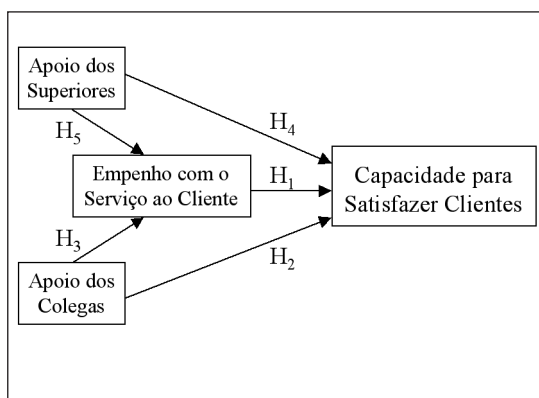 Apoio dos
Superiores
H₄
H₅
Empenho com o
Serviço ao Cliente
H₁
Capacidade para
Satisfazer Clientes
H₃
H₂
Apoio dos
Colegas